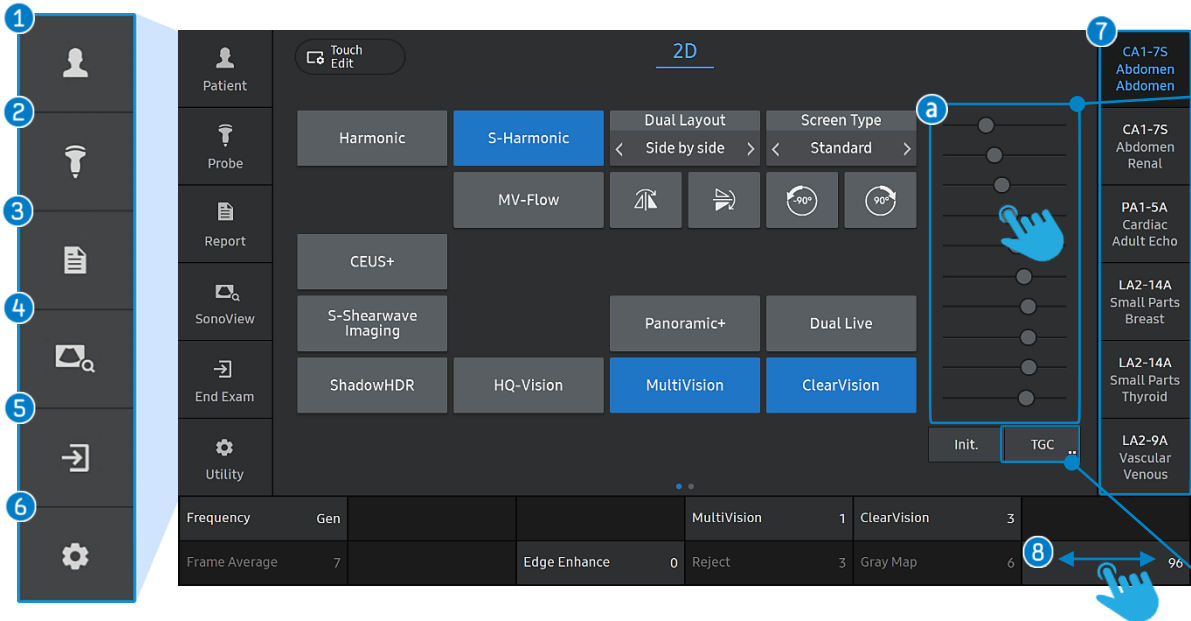 1
2
3
4
5
6
Patient
Probe
Report
SonoView
End Exam
Utility
Touch
Edit
2D
Harmonic
S-Harmonic
Dual Layout
< Side by side >
Screen Type
< Standard >
MV-Flow
-90°
90°
CEUS+
S-Shearwave
Imaging
Panoramic+
Dual Live
ShadowHDR
HQ-Vision
MultiVision
ClearVision
a
Init.
TGC
7
CA1-7S
Abdomen
Abdomen
CA1-7S
Abdomen
Renal
PA1-5A
Cardiac
Adult Echo
LA2-14A
Small Parts
Breast
LA2-14A
Small Parts
Thyroid
LA2-9A
Vascular
Venous
Frequency Gen
MultiVision 1
ClearVision 3
Frame Average 7
Edge Enhance 0
Reject 3
Gray Map 6
8
96